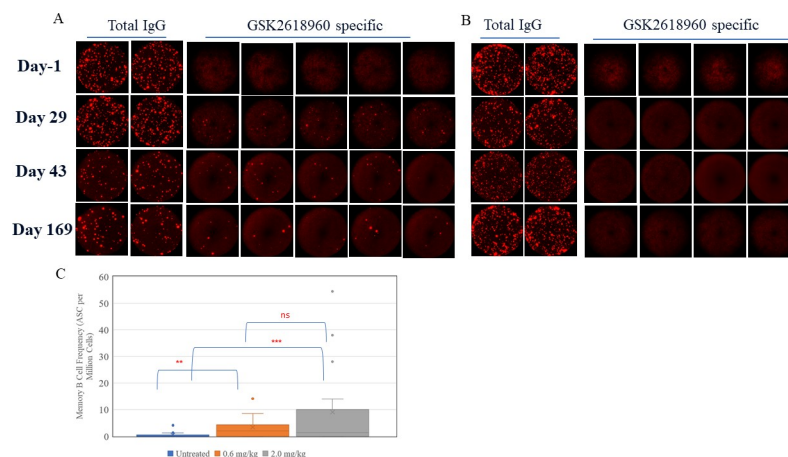 A
Total IgG
GSK2618960 specific
B
Total IgG
GSK2618960 specific
Day-1
Day 29
Day 43
Day 169
C
Memory B Cell Frequency (ASC per
Million Cells)
60
50
40
30
20
10
0
ns
***
**
Untreated
0.6 mg/kg
2.0 mg/kg